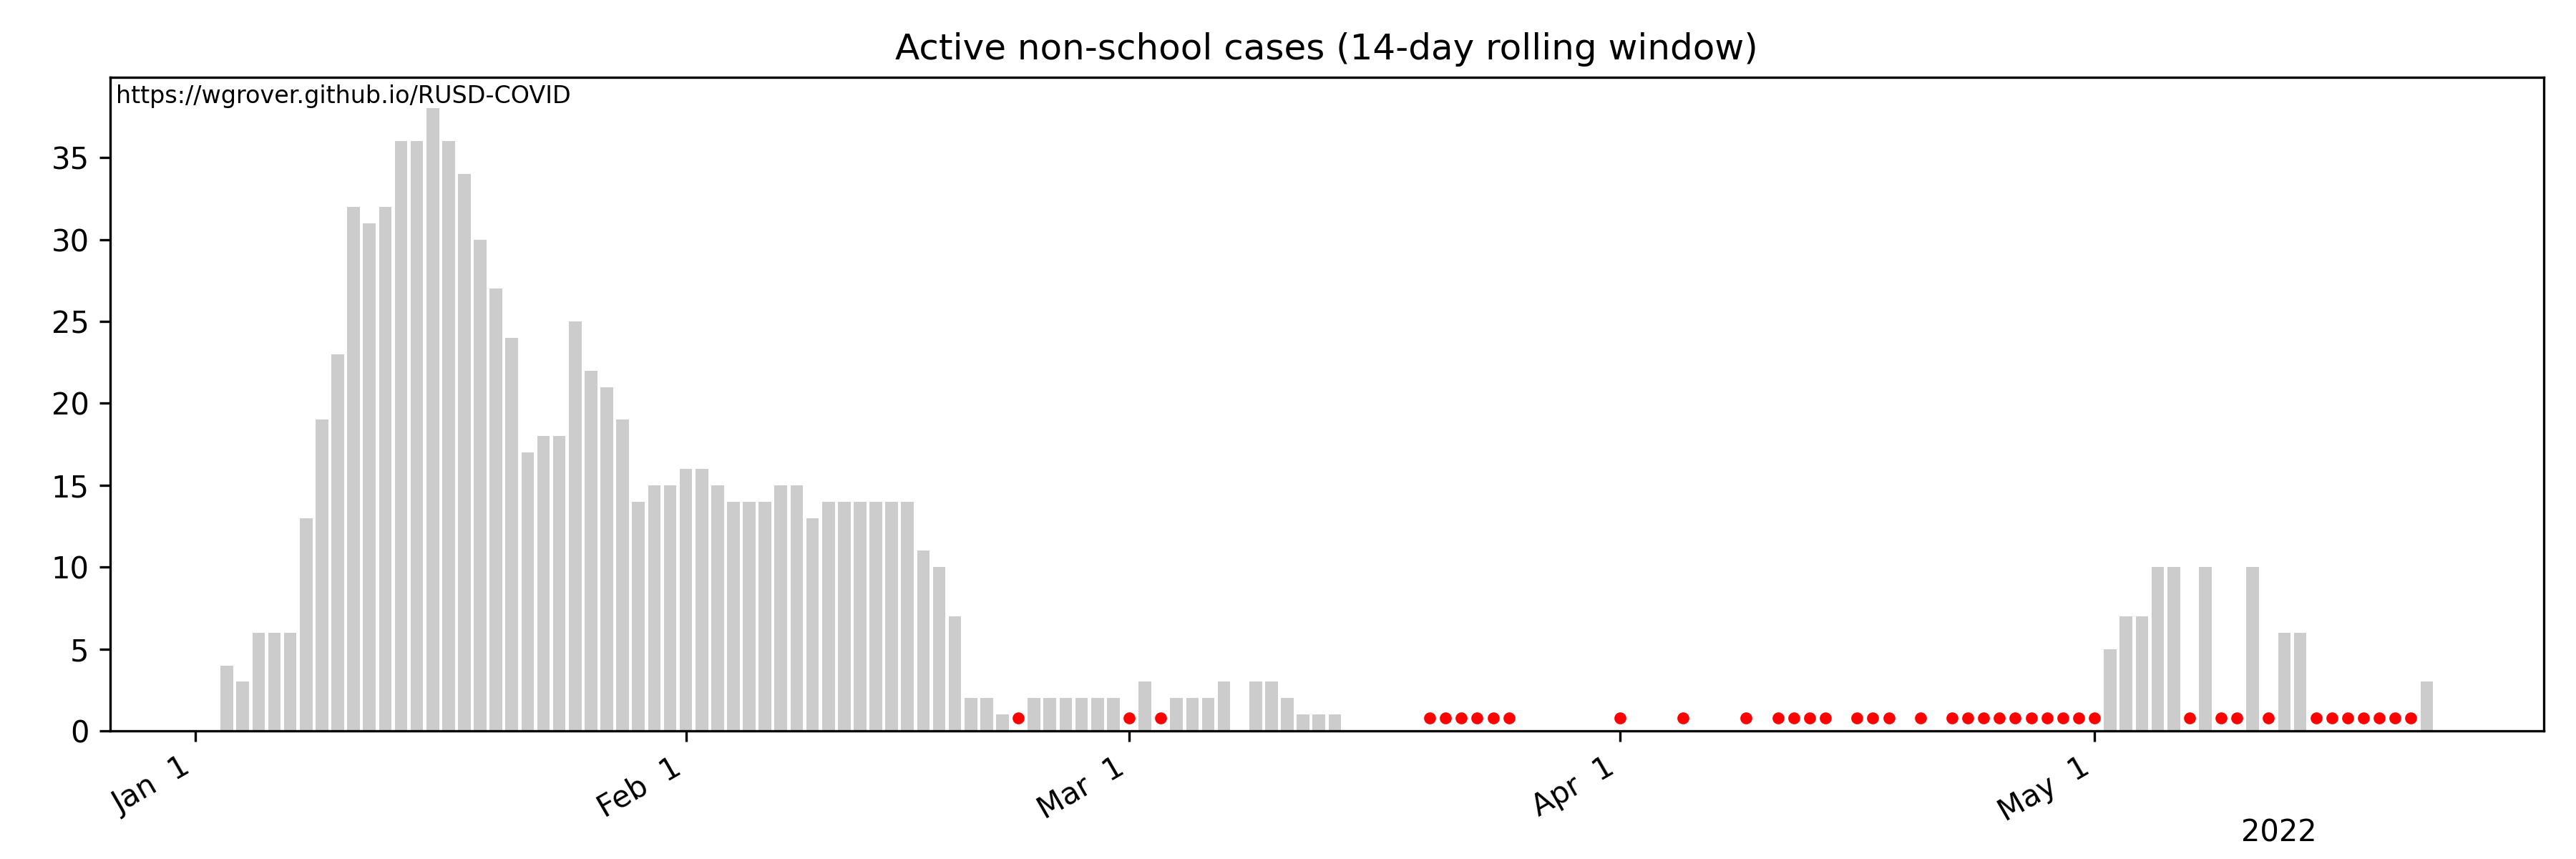 Active non-school cases (14-day rolling window)
https://wgrover.github.io/RUSD-COVID
35
30
25
20
15
10
5
0
Jan 1
Feb 1
Mar 1
Apr 1
May 1
2022